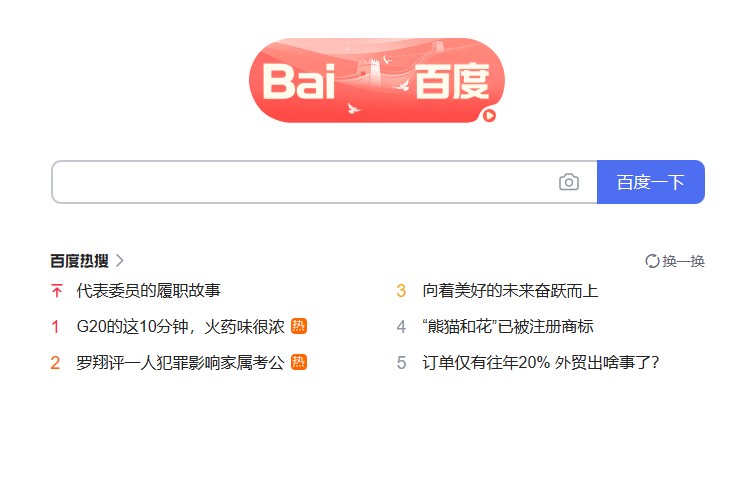 Bai 百度
百度一下
百度热搜 换一换
代表委员的履职故事
1 G20的这10分钟，火药味很浓 热
2 罗翔评一人犯罪影响家属考公 热
3 向着美好的未来奋跃而上
4 “熊猫和花”已被注册商标
5 订单仅有往年20% 外贸出啥事了？